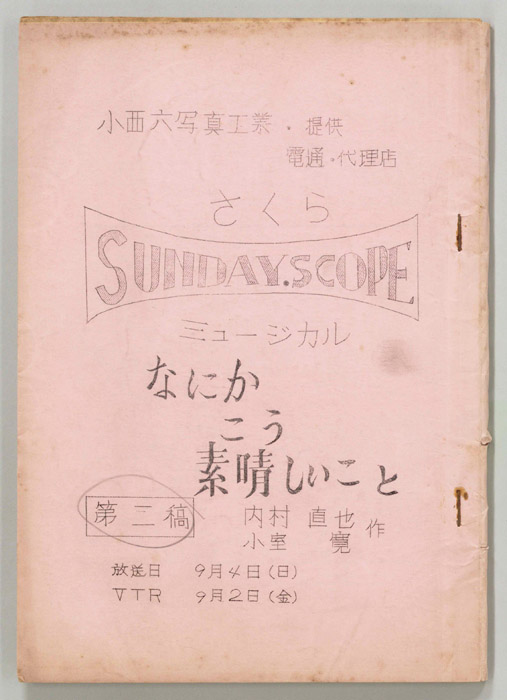 小西六写真工業・提供
電通・代理店
さくら
SUNDAY.SCOPE
ミュージカル
なにか
こう
素晴しいこと
第二稿
内村 直也
小室 寛 作
放送日 9月4日(日)
VTR 9月2日(金)